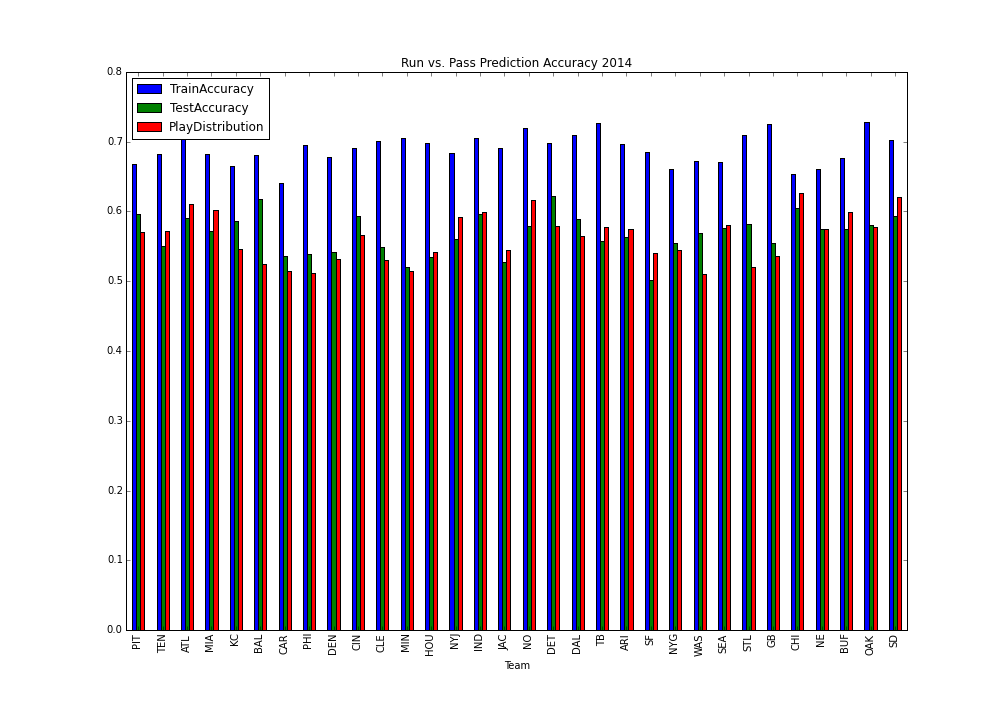 Run vs. Pass Prediction Accuracy 2014
0.8
TrainAccuracy
TestAccuracy
PlayDistribution
0.7
0.6
0.5
0.4
0.3
0.2
0.1
0.0
PIT TEN ATL MIA KC BAL CAR PHI DEN CIN CLE MIN HOU NYJ IND JAC NO DET DAL TB ARI SF NYG WAS SEA STL GB CHI NE BUF OAK SD
Team